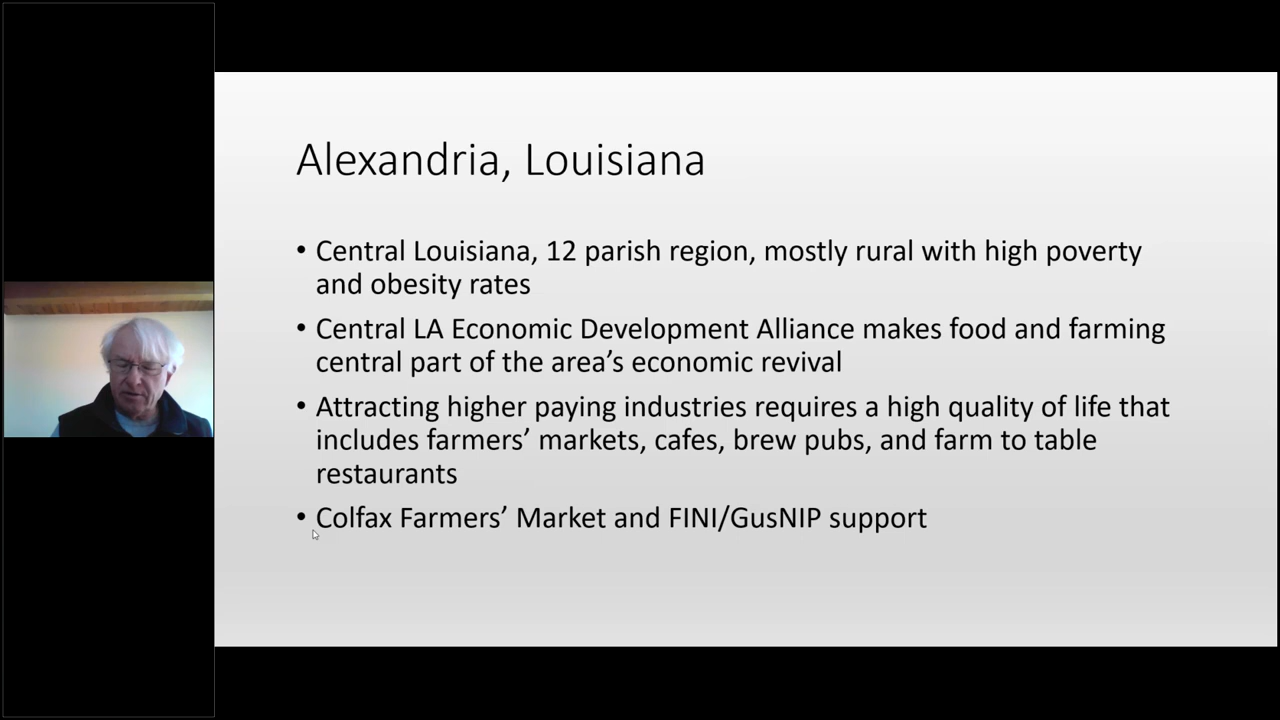 Alexandria, Louisiana
• Central Louisiana, 12 parish region, mostly rural with high poverty
and obesity rates
• Central LA Economic Development Alliance makes food and farming
central part of the area’s economic revival
• Attracting higher paying industries requires a high quality of life that
includes farmers’ markets, cafes, brew pubs, and farm to table
restaurants
• Colfax Farmers’ Market and FINI/GusNIP support